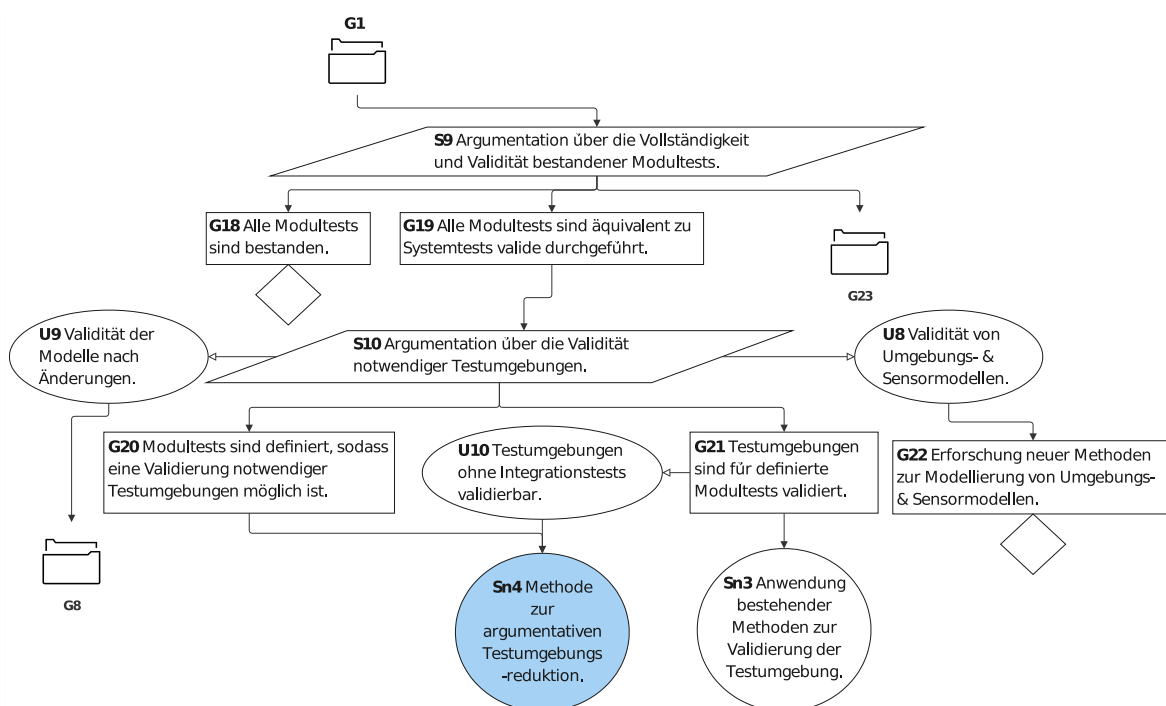 G1
S9 Argumentation über die Vollständigkeit
und Validität bestandener Modultests.
G18 Alle Modultests
sind bestanden.
G19 Alle Modultests sind äquivalent zu
Systemtests valide durchgeführt.
G23
U9 Validität der
Modelle nach
Änderungen.
S10 Argumentation über die Validität
notwendiger Testumgebungen.
U8 Validität von
Umgebungs- &
Sensormodellen.
G20 Modultests sind definiert, sodass
eine Validierung notwendiger
Testumgebungen möglich ist.
U10 Testumgebungen
ohne Integrationstests
validierbar.
G21 Testumgebungen
sind für definierte
Modultests validiert.
G22 Erforschung neuer Methoden
zur Modellierung von Umgebungs-
& Sensormodellen.
G8
Sn4 Methode
zur
argumentativen
Testumgebungs
-reduktion.
Sn3 Anwendung
bestehender
Methoden zur
Validierung der
Testumgebung.